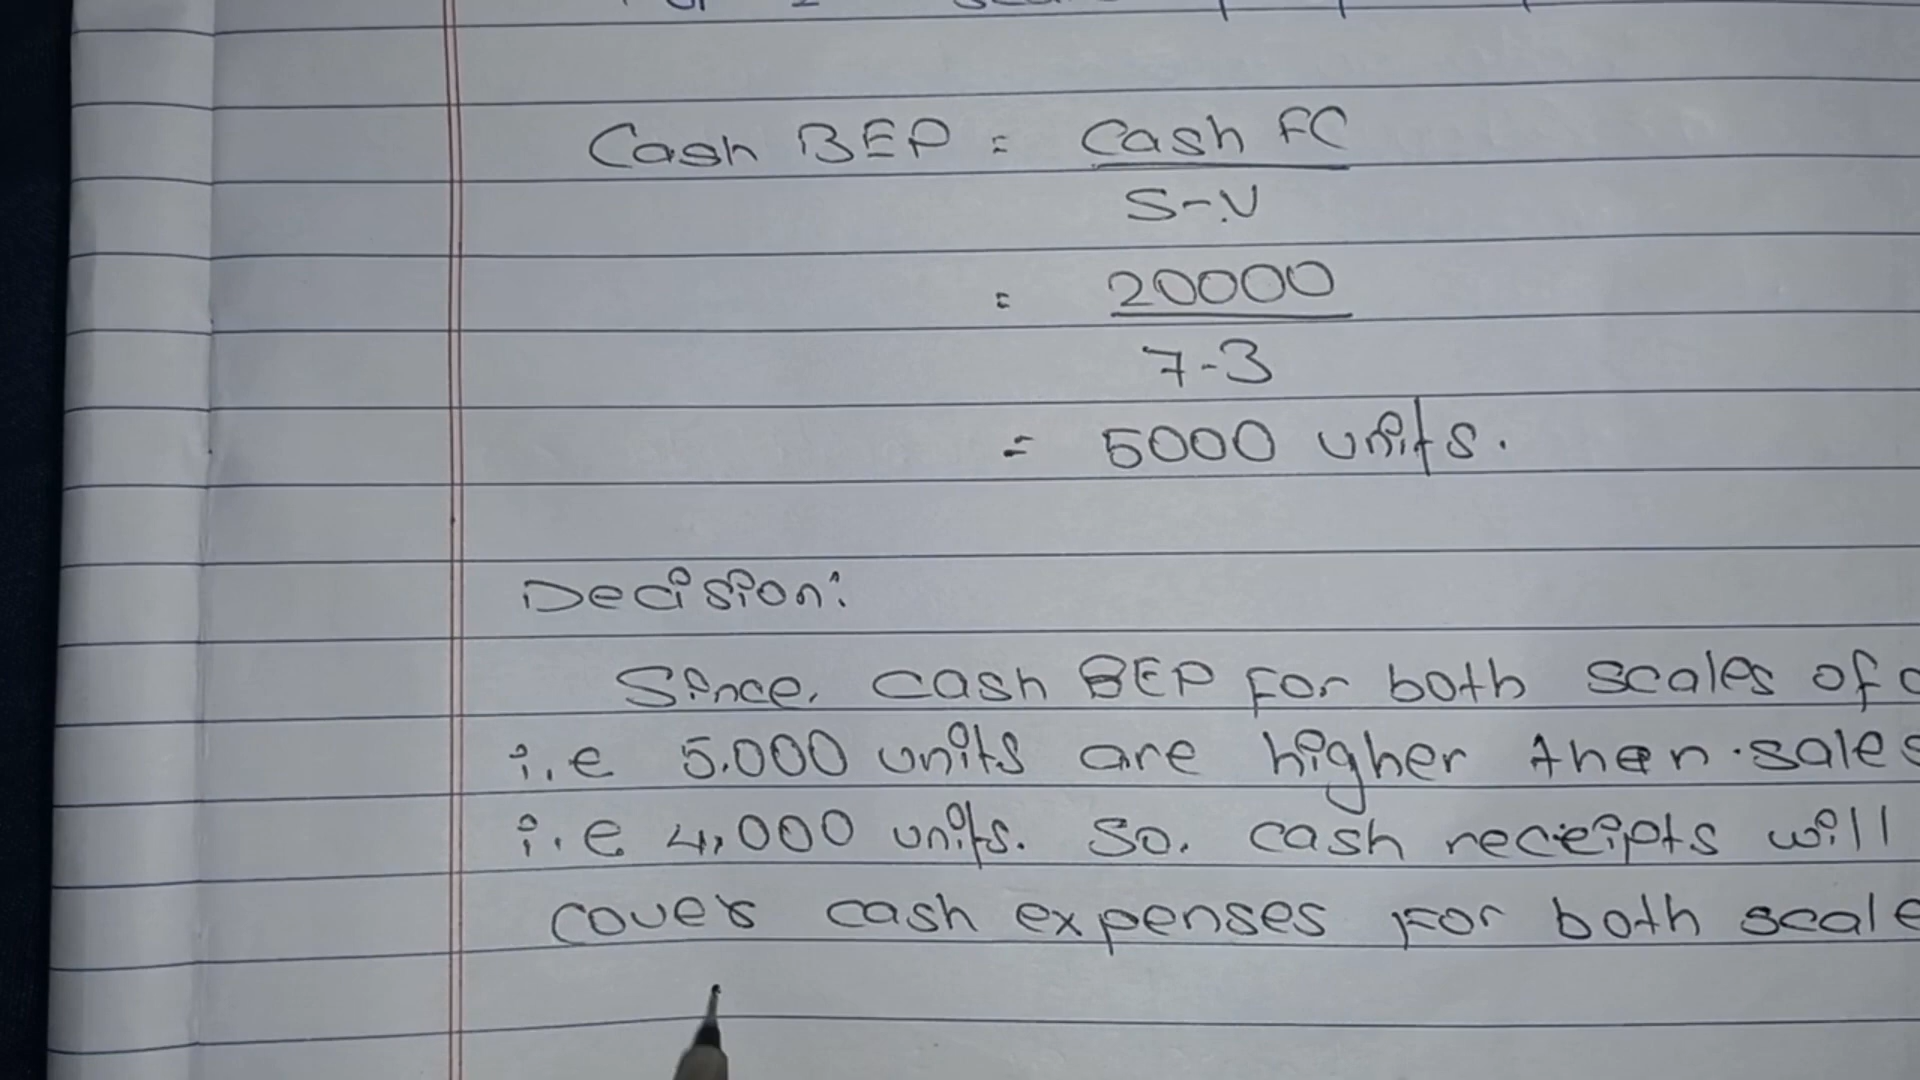 Cash BEP = Cash FC
S-V
= 20000
7-3
= 5000 units.
Decision:
Since, cash BEP for both scales of
i.e 5,000 units are higher then sales
i.e 4,000 units. So, cash receipts will
cover cash expenses for both scale